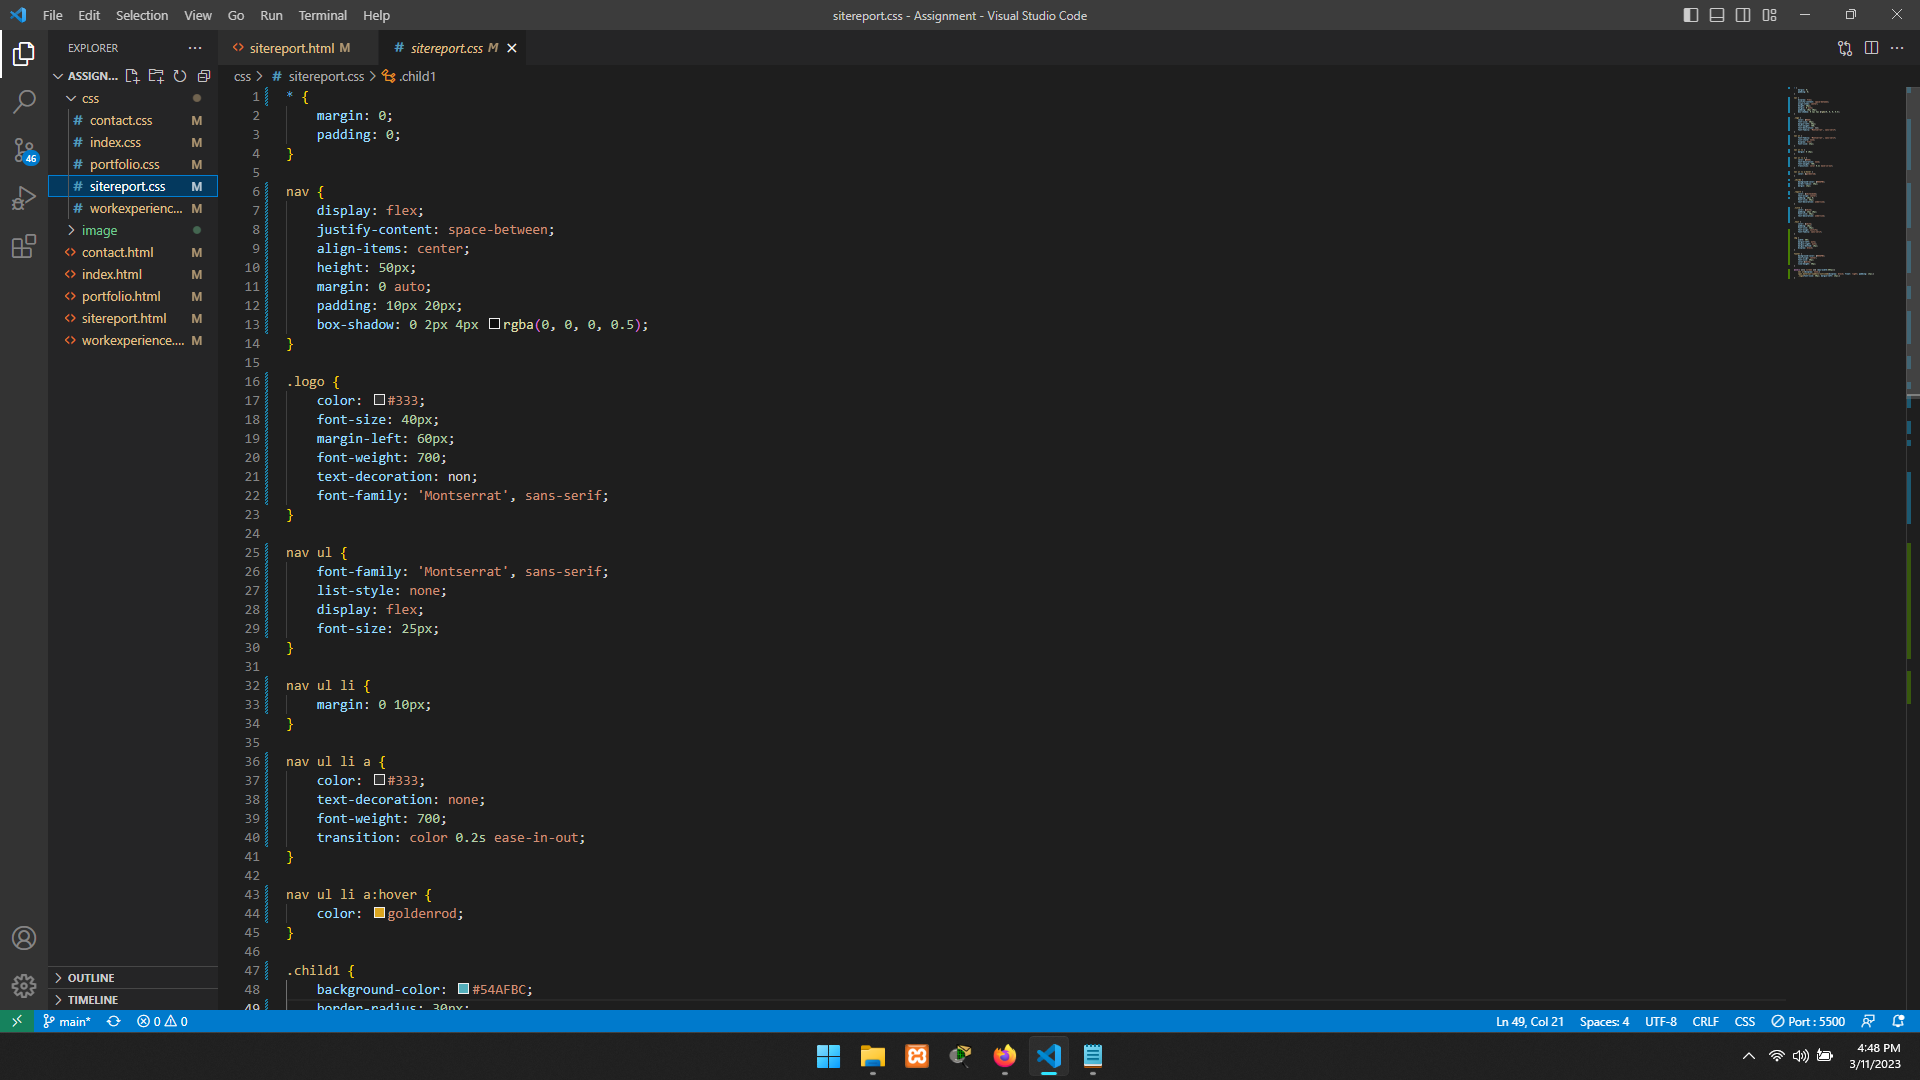 File Edit Selection View Go Run Terminal Help
sitereport.css - Assignment - Visual Studio Code
EXPLORER
sitereport.html M
sitereport.css M
ASSIGN...
css > # sitereport.css > .child1
css
# contact.css M
# index.css M
# portfolio.css M
# sitereport.css M
# workexperienc... M
image
<> contact.html M
<> index.html M
<> portfolio.html M
<> sitereport.html M
<> workexperience.... M
46
OUTLINE
TIMELINE
1 * {
2 margin: 0;
3 padding: 0;
4 }
5
6 nav {
7 display: flex;
8 justify-content: space-between;
9 align-items: center;
10 height: 50px;
11 margin: 0 auto;
12 padding: 10px 20px;
13 box-shadow: 0 2px 4px rgba(0, 0, 0, 0.5);
14 }
15
16 .logo {
17 color: #333;
18 font-size: 40px;
19 margin-left: 60px;
20 font-weight: 700;
21 text-decoration: non;
22 font-family: 'Montserrat', sans-serif;
23 }
24
25 nav ul {
26 font-family: 'Montserrat', sans-serif;
27 list-style: none;
28 display: flex;
29 font-size: 25px;
30 }
31
32 nav ul li {
33 margin: 0 10px;
34 }
35
36 nav ul li a {
37 color: #333;
38 text-decoration: none;
39 font-weight: 700;
40 transition: color 0.2s ease-in-out;
41 }
42
43 nav ul li a:hover {
44 color: goldenrod;
45 }
46
47 .child1 {
48 background-color: #54AFBC;
49 border-radius: 30px;
main* 0 0
Ln 49, Col 21 Spaces: 4 UTF-8 CRLF CSS Port : 5500
4:48 PM
3/11/2023